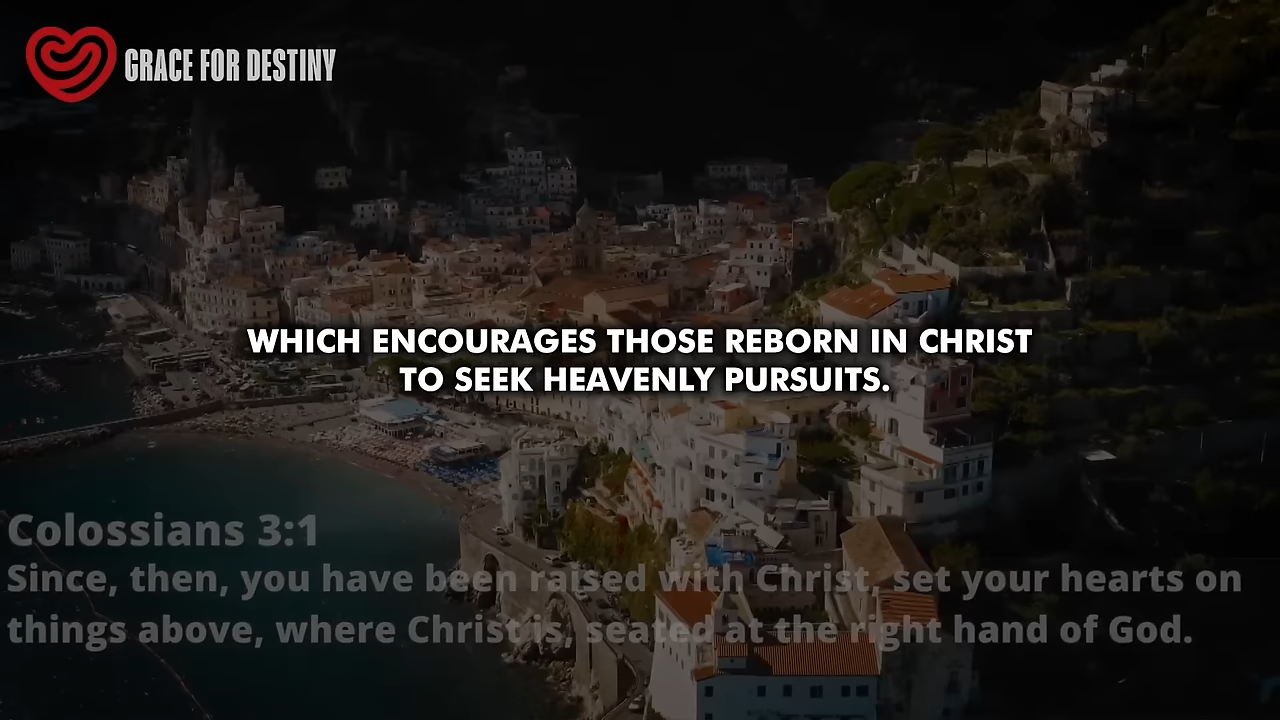 GRACE FOR DESTINY
WHICH ENCOURAGES THOSE REBORN IN CHRIST
TO SEEK HEAVENLY PURSUITS.
Colossians 3:1
Since, then, you have been raised with Christ, set your hearts on
things above, where Christ is, seated at the right hand of God.